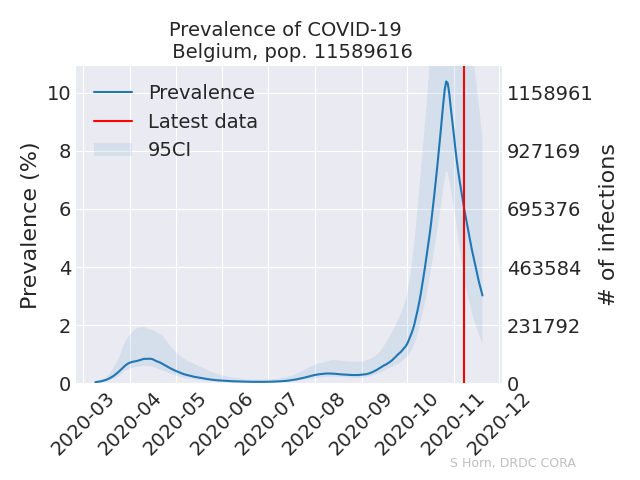 Prevalence of COVID-19
Belgium, pop. 11589616
Prevalence (%)
10
8
6
4
2
0
Prevalence
Latest data
95CI
1158961
927169
695376
463584
231792
0
# of infections
2020-03
2020-04
2020-05
2020-06
2020-07
2020-08
2020-09
2020-10
2020-11
2020-12
S Horn, DRDC CORA